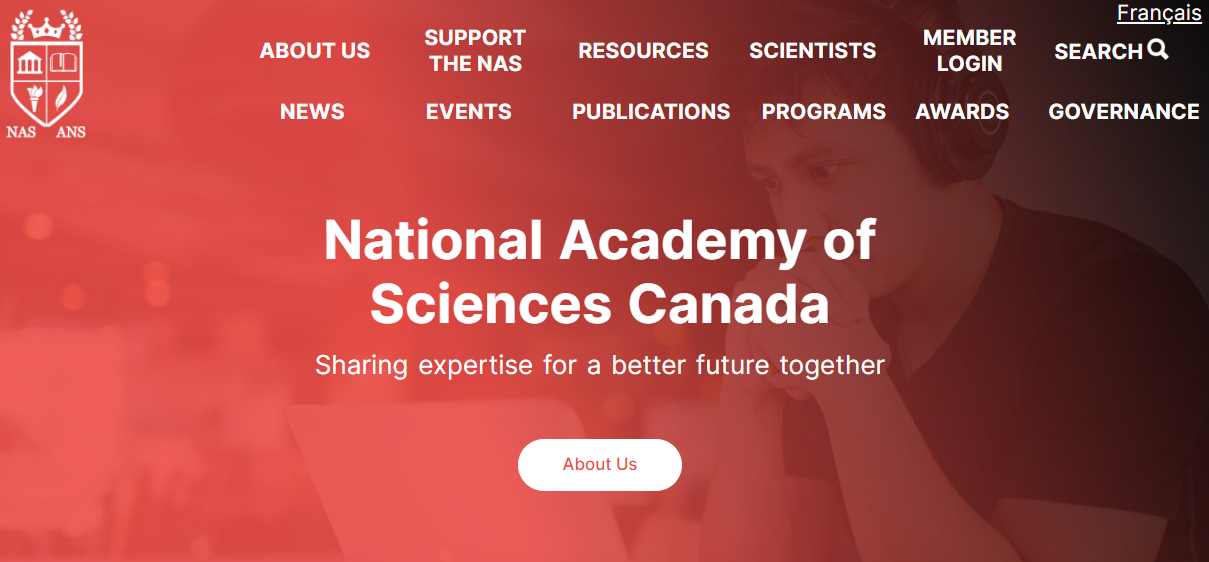 Français
ABOUT US
SUPPORT
THE NAS
RESOURCES
SCIENTISTS
MEMBER
LOGIN
SEARCH
NEWS
EVENTS
PUBLICATIONS
PROGRAMS
AWARDS
GOVERNANCE
NAS ANS
National Academy of
Sciences Canada
Sharing expertise for a better future together
About Us